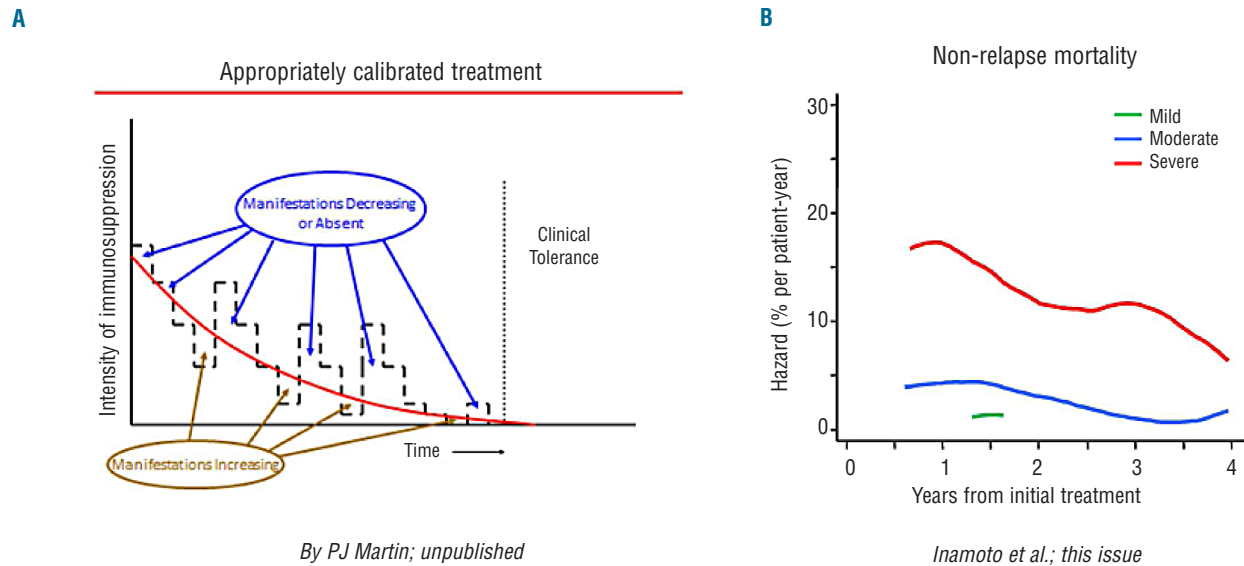 A
Appropriately calibrated treatment
Intensity of immunosuppression
Manifestations Decreasing
or Absent
Clinical
Tolerance
Manifestations Increasing
Time
By PJ Martin; unpublished
B
Non-relapse mortality
Hazard (% per patient-year)
30
20
10
0
Mild
Moderate
Severe
0 1 2 3 4
Years from initial treatment
Inamoto et al.; this issue